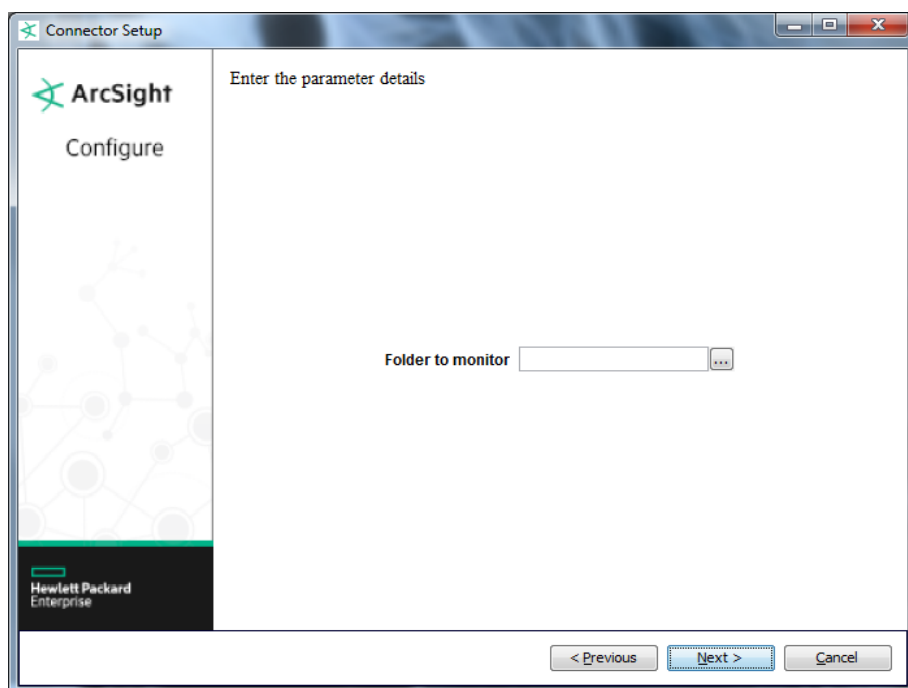 Connector Setup
ArcSight
Configure
Enter the parameter details
Folder to monitor
...
Hewlett Packard
Enterprise
< Previous
Next >
Cancel